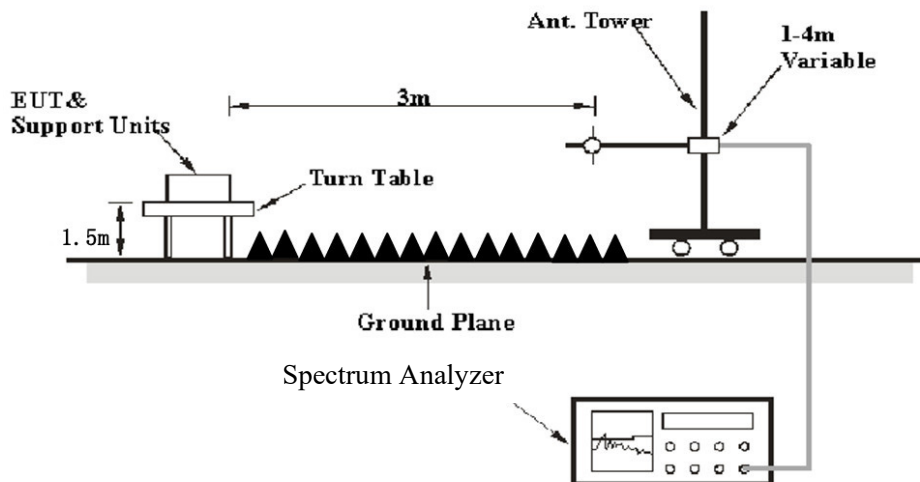 Ant. Tower
1-4m
Variable
EUT&
Support Units
3m
Turn Table
1.5m
Ground Plane
Spectrum Analyzer